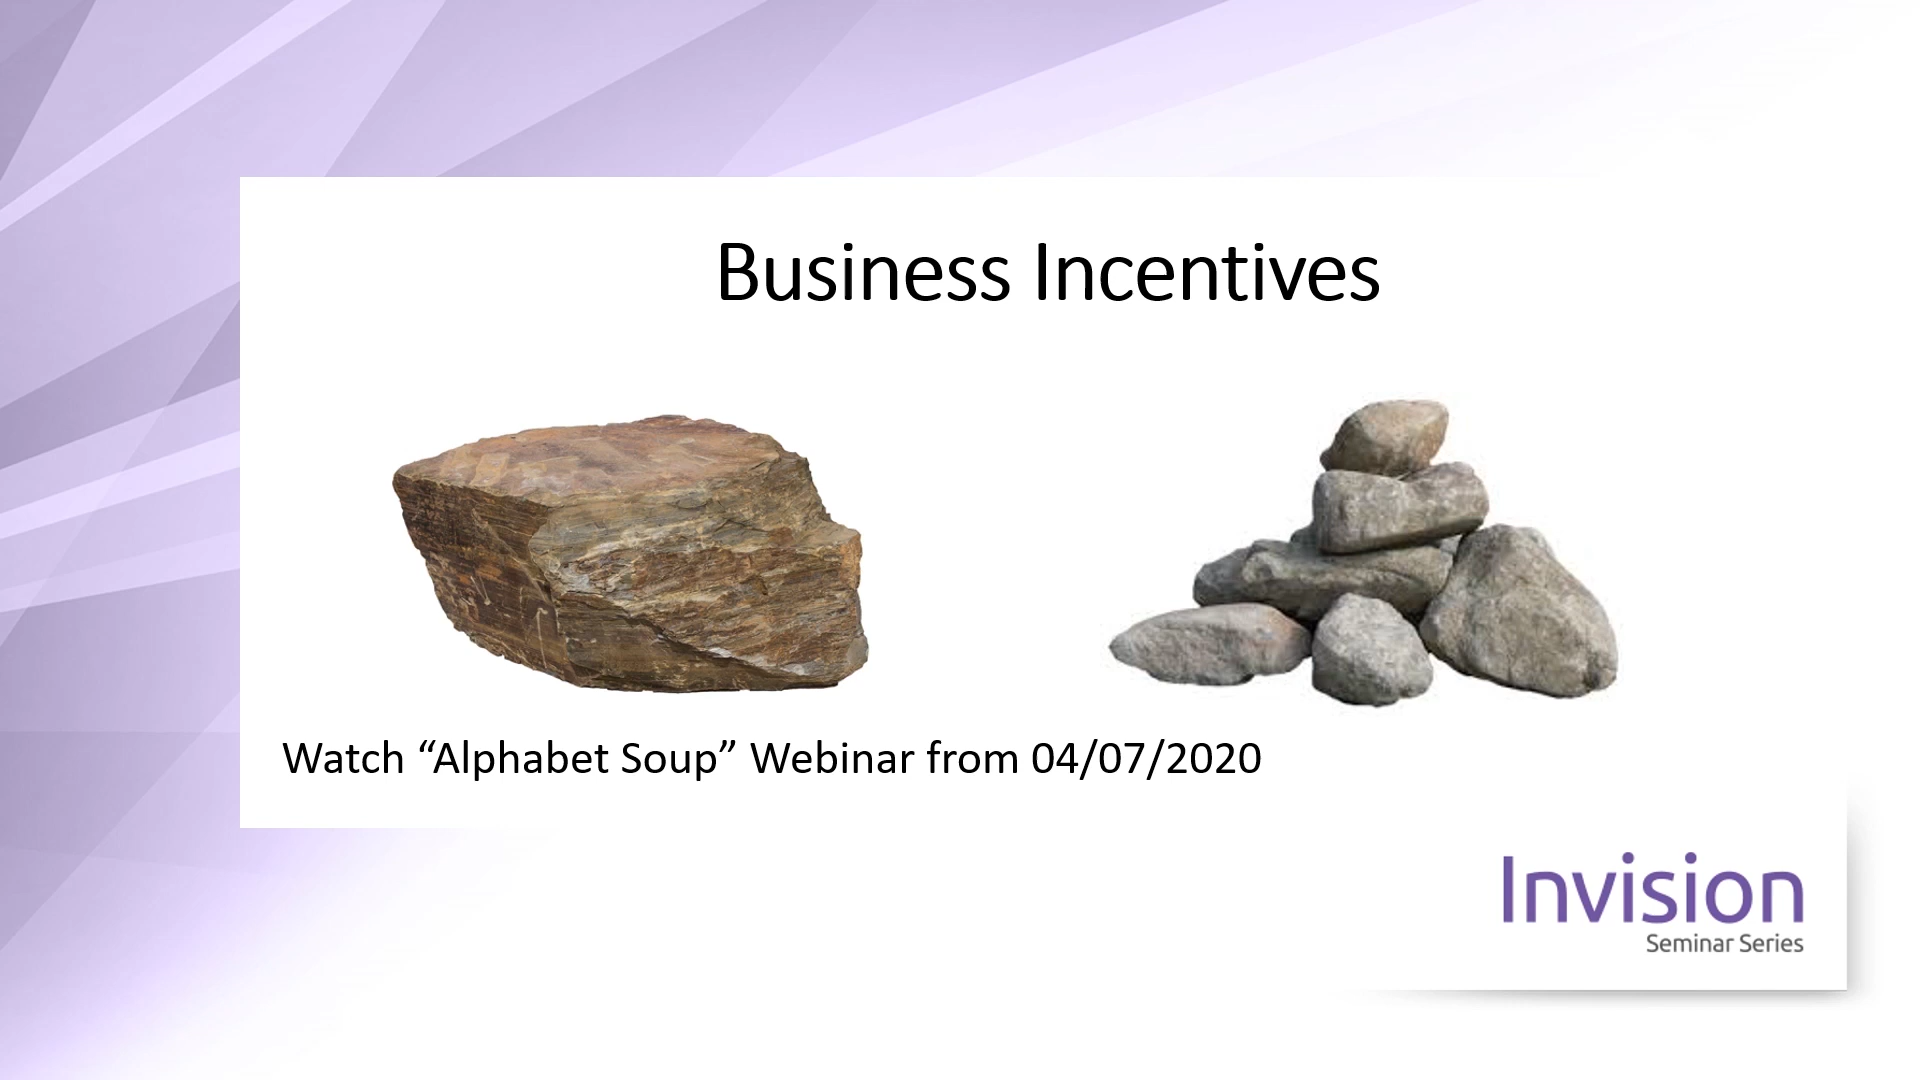 Business Incentives
Watch “Alphabet Soup” Webinar from 04/07/2020
Invision
Seminar Series